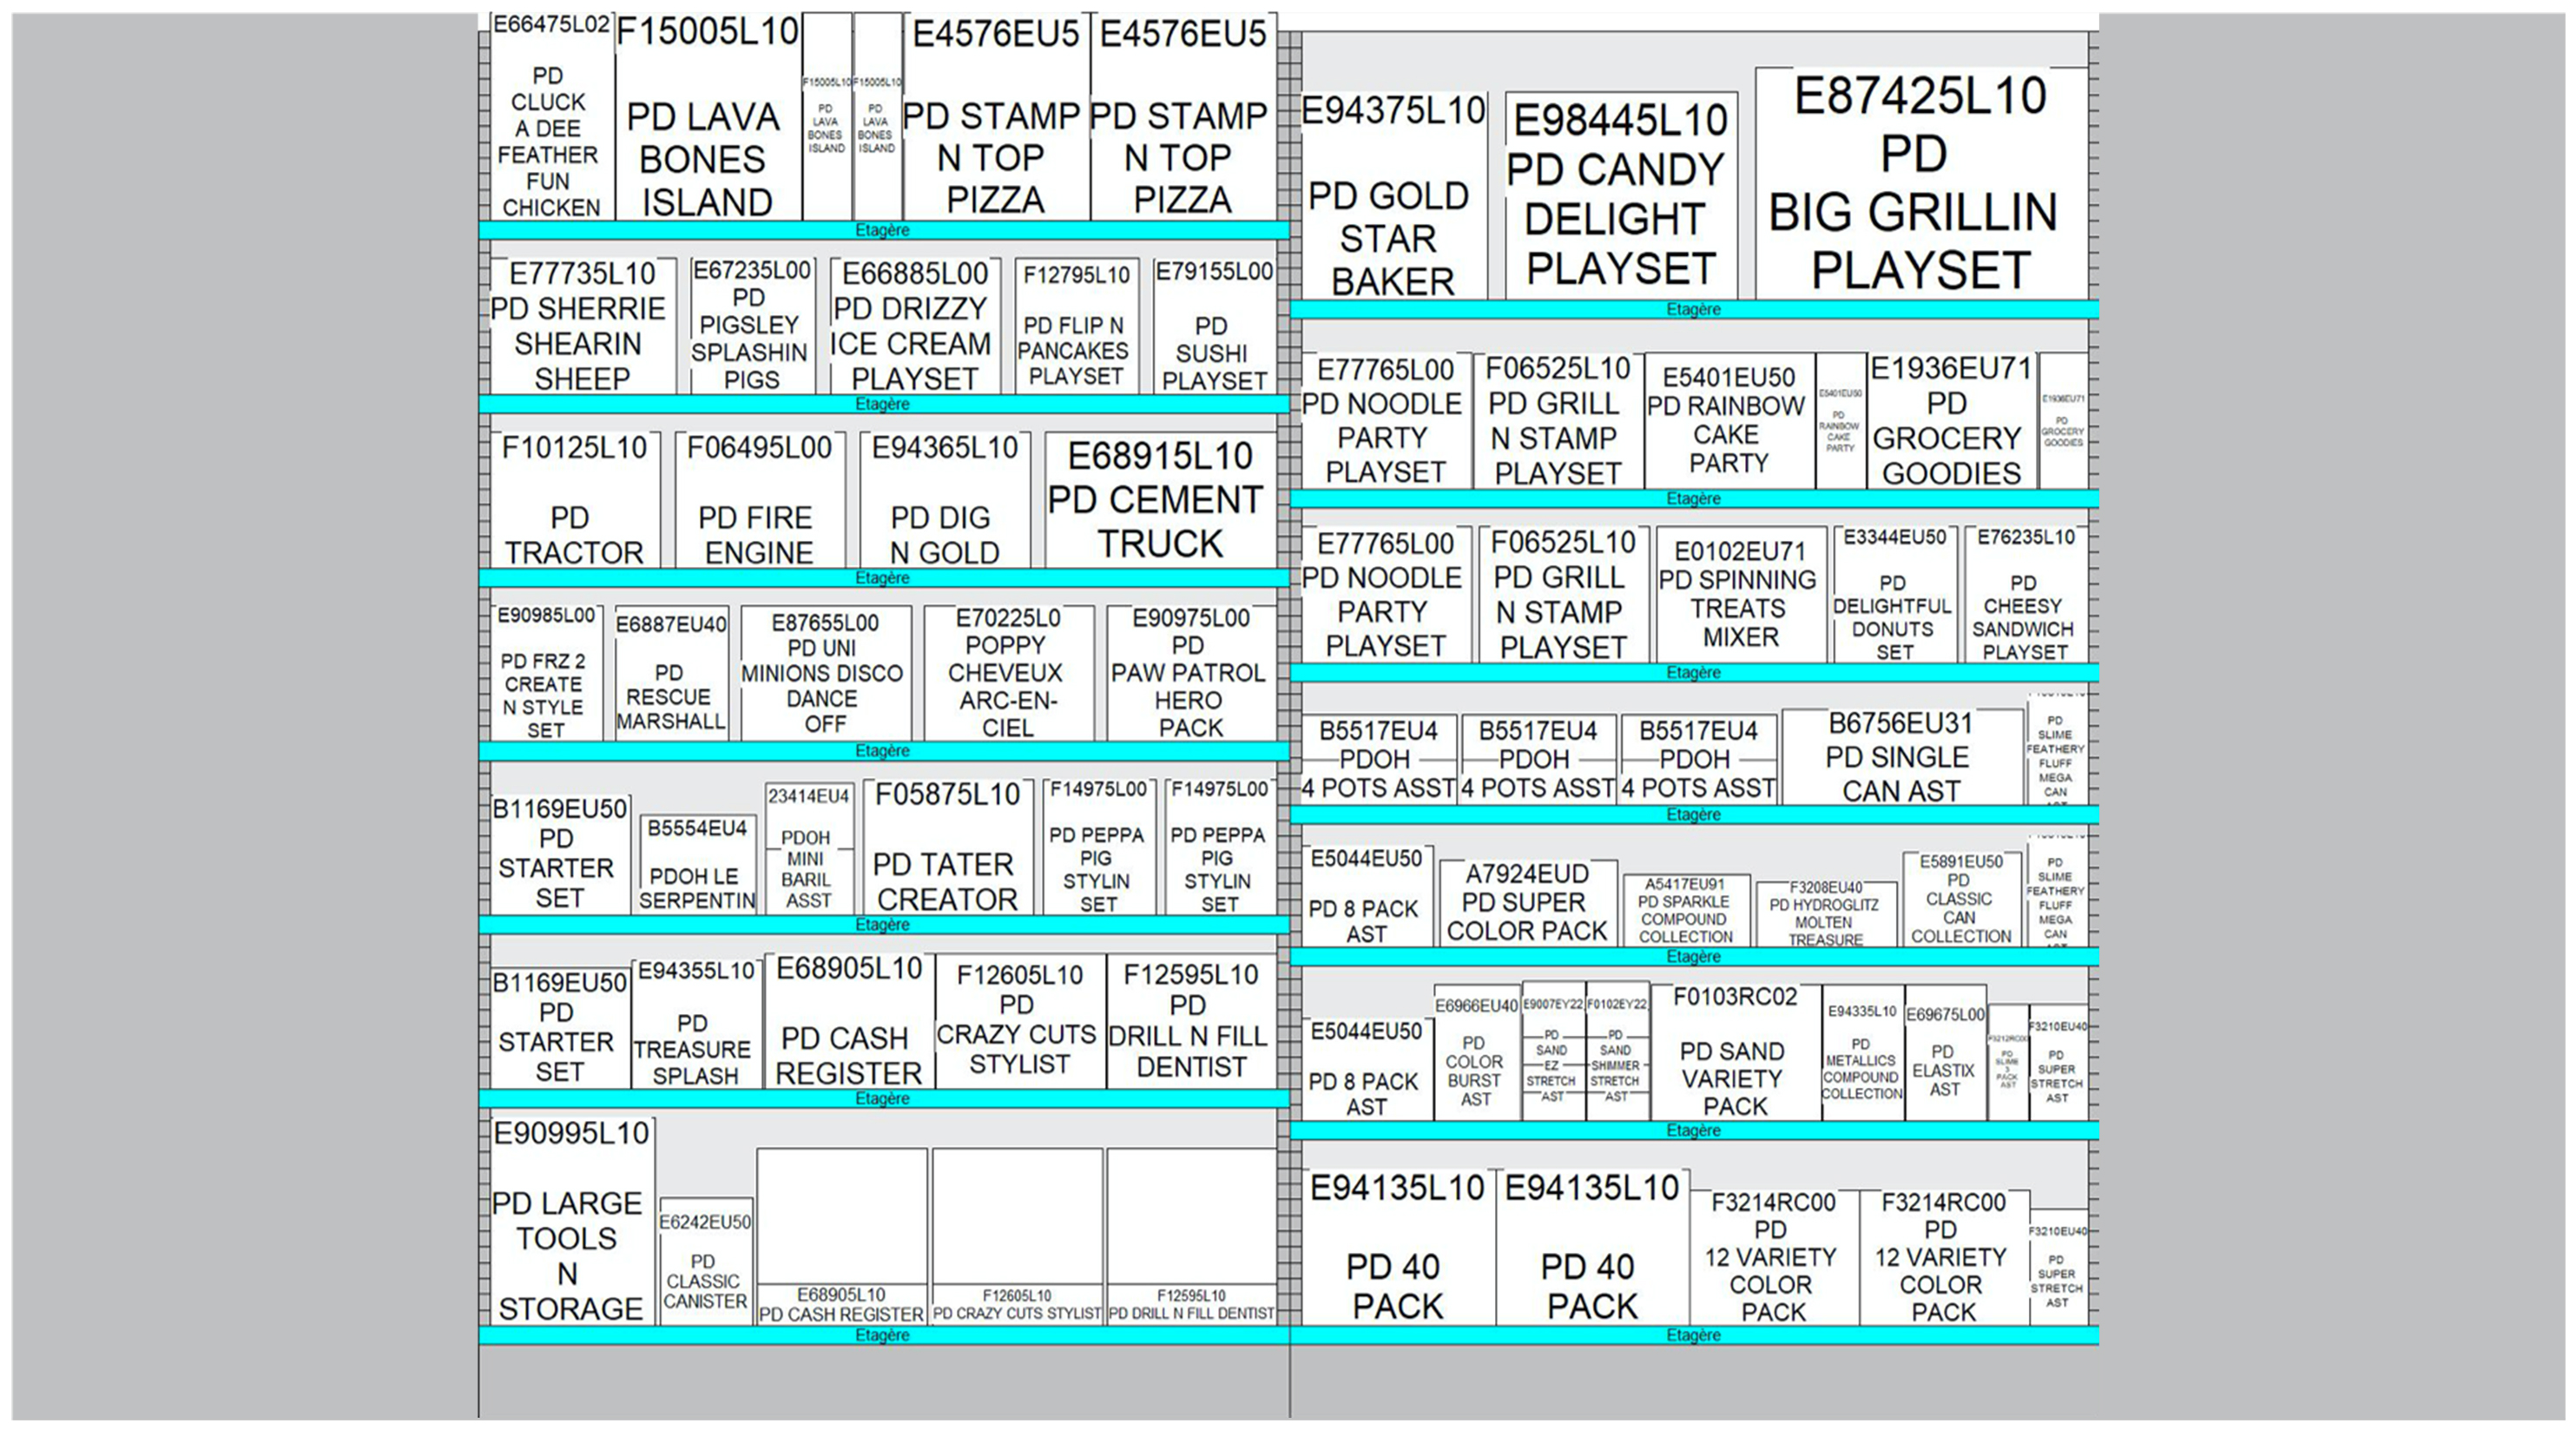 E66475L02
PD
CLUCK
A DEE
FEATHER
FUN
CHICKEN
F15005L10
PD LAVA
BONES
ISLAND
F15005L10
PD
LAVA
BONES
ISLAND
F15005L10
PD
LAVA
BONES
ISLAND
E4576EU5
PD STAMP
N TOP
PIZZA
E4576EU5
PD STAMP
N TOP
PIZZA
Etagère
E77735L10
PD SHERRIE
SHEARIN
SHEEP
E67235L00
PD
PIGSLEY
SPLASHIN
PIGS
E66885L00
PD DRIZZY
ICE CREAM
PLAYSET
F12795L10
PD FLIP N
PANCAKES
PLAYSET
E79155L00
PD
SUSHI
PLAYSET
Etagère
F10125L10
PD
TRACTOR
F06495L00
PD FIRE
ENGINE
E94365L10
PD DIG
N GOLD
E68915L10
PD CEMENT
TRUCK
Etagère
E90985L00
PD FRZ 2
CREATE
N STYLE
SET
E6887EU40
PD
RESCUE
MARSHALL
E87655L00
PD UNI
MINIONS DISCO
DANCE
OFF
E70225L0
POPPY
CHEVEUX
ARC-EN-
CIEL
E90975L00
PD
PAW PATROL
HERO
PACK
Etagère
B1169EU50
PD
STARTER
SET
B5554EU4
PDOH LE
SERPENTIN
23414EU4
PDOH
MINI
BARIL
ASST
F05875L10
PD TATER
CREATOR
F14975L00
PD PEPPA
PIG
STYLIN
SET
F14975L00
PD PEPPA
PIG
STYLIN
SET
Etagère
B1169EU50
PD
STARTER
SET
E94355L10
PD
TREASURE
SPLASH
E68905L10
PD CASH
REGISTER
F12605L10
PD
CRAZY CUTS
STYLIST
F12595L10
PD
DRILL N FILL
DENTIST
Etagère
E90995L10
PD LARGE
TOOLS
N
STORAGE
E6242EU50
PD
CLASSIC
CANISTER
E68905L10
PD CASH REGISTER
F12605L10
PD CRAZY CUTS STYLIST
F12595L10
PD DRILL N FILL DENTIST
Etagère
E94375L10
PD GOLD
STAR
BAKER
E98445L10
PD CANDY
DELIGHT
PLAYSET
E87425L10
PD
BIG GRILLIN
PLAYSET
Etagère
E77765L00
PD NOODLE
PARTY
PLAYSET
F06525L10
PD GRILL
N STAMP
PLAYSET
E5401EU50
PD RAINBOW
CAKE
PARTY
E5401EU50
PD
RAINBOW
CAKE
PARTY
E1936EU71
PD
GROCERY
GOODIES
E1936EU71
PD
GROCERY
GOODIES
Etagère
E77765L00
PD NOODLE
PARTY
PLAYSET
F06525L10
PD GRILL
N STAMP
PLAYSET
E0102EU71
PD SPINNING
TREATS
MIXER
E3344EU50
PD
DELIGHTFUL
DONUTS
SET
E76235L10
PD
CHEESY
SANDWICH
PLAYSET
Etagère
B5517EU4
PDOH
4 POTS ASST
B5517EU4
PDOH
4 POTS ASST
B5517EU4
PDOH
4 POTS ASST
B6756EU31
PD SINGLE
CAN AST
PD
SLIME
FEATHERY
FLUFF
MEGA
CAN
Etagère
E5044EU50
PD 8 PACK
AST
A7924EUD
PD SUPER
COLOR PACK
A5417EU91
PD SPARKLE
COMPOUND
COLLECTION
F3208EU40
PD HYDROGLITZ
MOLTEN
TREASURE
E5891EU50
PD
CLASSIC
CAN
COLLECTION
PD
SLIME
FEATHERY
FLUFF
MEGA
CAN
Etagère
E5044EU50
PD 8 PACK
AST
E6966EU40
PD
COLOR
BURST
AST
E9007EY22
PD
SAND
EZ
STRETCH
AST
F0102EY22
PD
SAND
SHIMMER
STRETCH
AST
F0103RC02
PD SAND
VARIETY
PACK
E94335L10
PD
METALLICS
COMPOUND
COLLECTION
E69675L00
PD
ELASTIX
AST
F3212RC00
PD
SLIME
3
PACK
AST
F3210EU40
PD
SUPER
STRETCH
AST
Etagère
E94135L10
PD 40
PACK
E94135L10
PD 40
PACK
F3214RC00
PD
12 VARIETY
COLOR
PACK
F3214RC00
PD
12 VARIETY
COLOR
PACK
F3210EU40
PD
SUPER
STRETCH
AST
Etagère